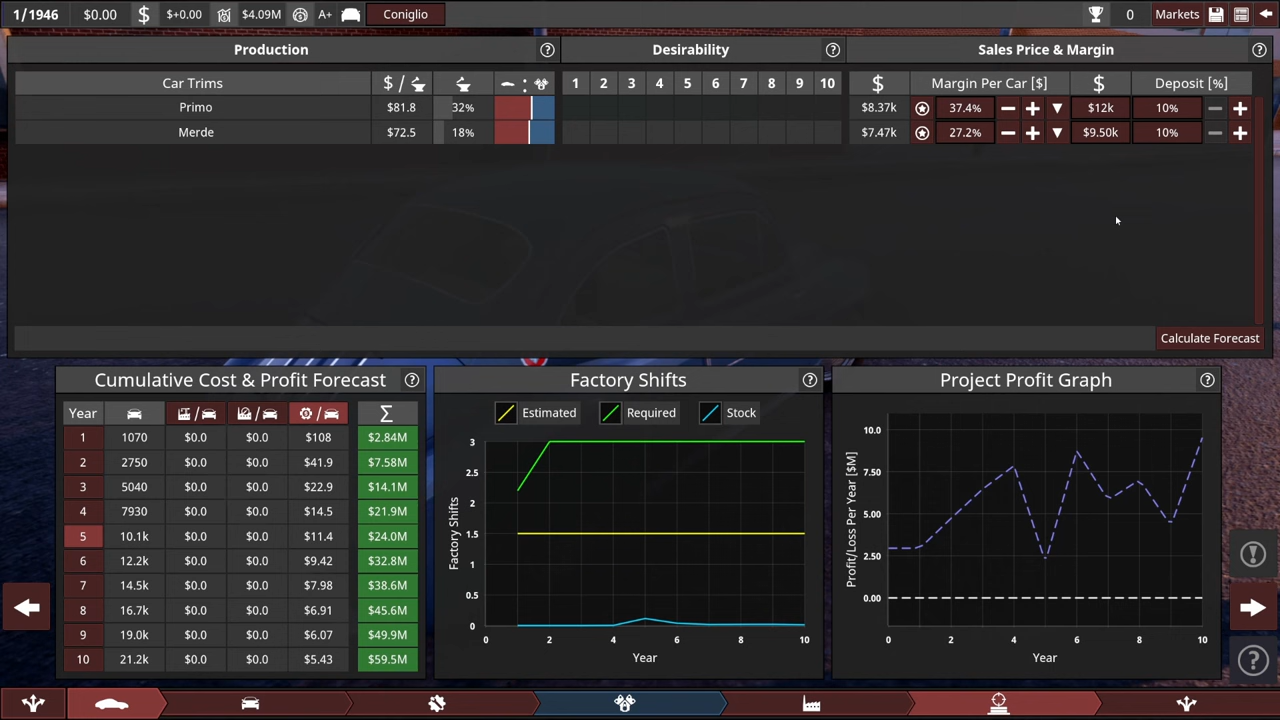 1/1946 $0.00 $ $+0.00 $4.09M A+ Coniglio 0 Markets
Production ? Desirability ? Sales Price & Margin ?
Car Trims $ / : 1 2 3 4 5 6 7 8 9 10 $ Margin Per Car [$] $ Deposit [%]
Primo $81.8 32% $8.37k 37.4% $12k 10%
Merde $72.5 18% $7.47k 27.2% $9.50k 10%
Calculate Forecast
Cumulative Cost & Profit Forecast ?
Year / / / Σ
1 1070 $0.0 $0.0 $108 $2.84M
2 2750 $0.0 $0.0 $41.9 $7.58M
3 5040 $0.0 $0.0 $22.9 $14.1M
4 7930 $0.0 $0.0 $14.5 $21.9M
5 10.1k $0.0 $0.0 $11.4 $24.0M
6 12.2k $0.0 $0.0 $9.42 $32.8M
7 14.5k $0.0 $0.0 $7.98 $38.6M
8 16.7k $0.0 $0.0 $6.91 $45.6M
9 19.0k $0.0 $0.0 $6.07 $49.9M
10 21.2k $0.0 $0.0 $5.43 $59.5M
Factory Shifts ?
Estimated Required Stock
Factory Shifts
3
2.5
2
1.5
1
0.5
0
0 2 4 6 8 10
Year
Project Profit Graph ?
Profit/Loss Per Year [$M]
10.0
7.50
5.00
2.50
0.00
0 2 4 6 8 10
Year
!
?